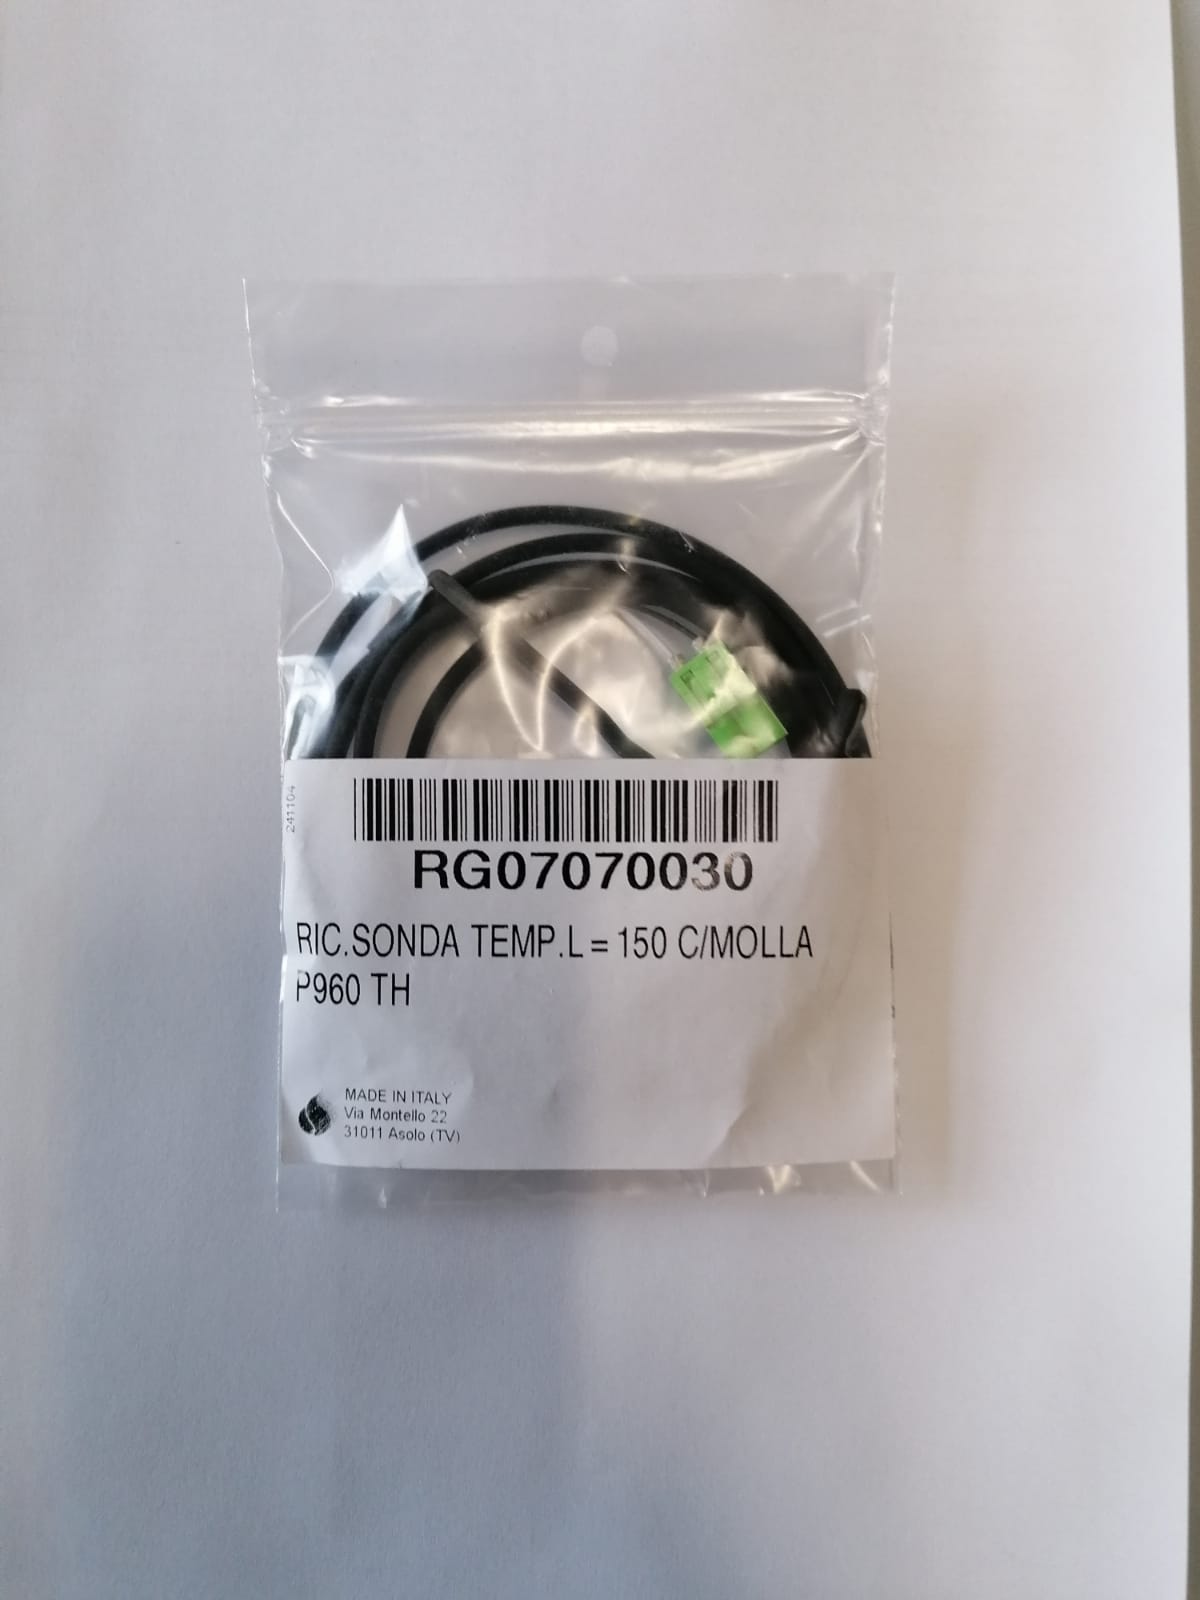 241104
RG07070030
RIC.SONDA TEMP.L=150 C/MOLLA
P960 TH
MADE IN ITALY
Via Montello 22
31011 Asolo (TV)